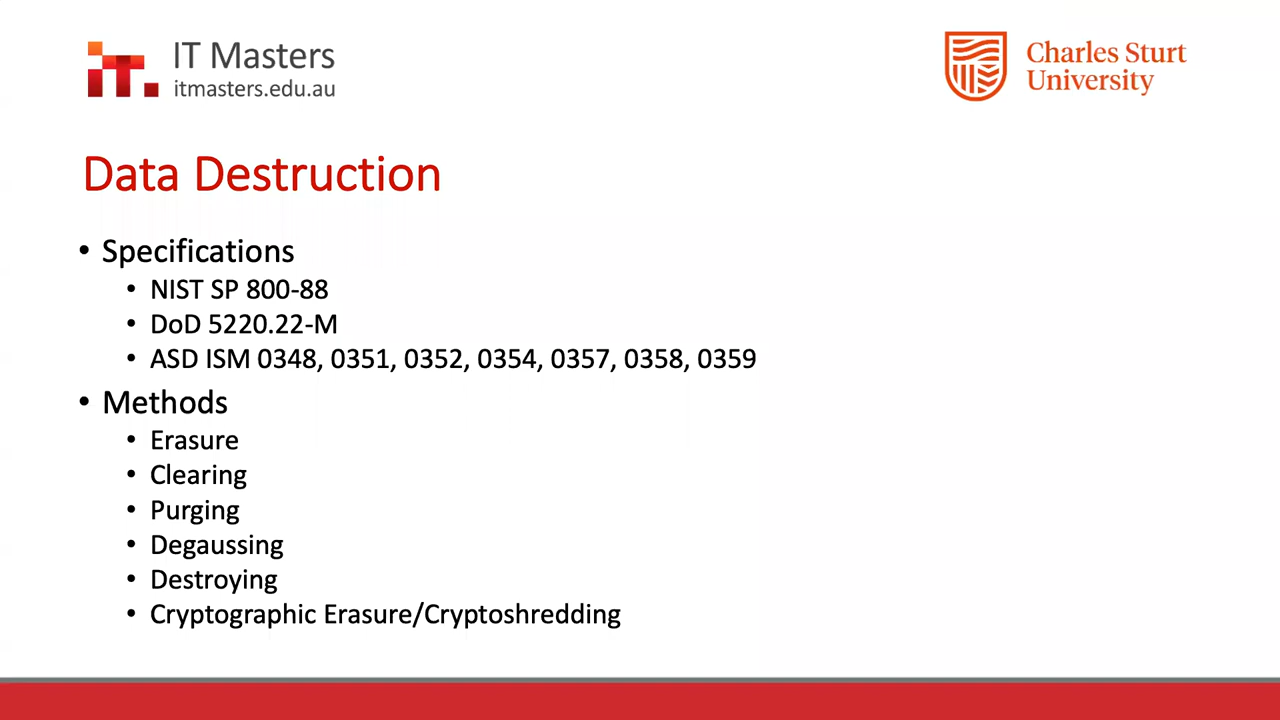 IT Masters
itmasters.edu.au
Charles Sturt
University
Data Destruction
• Specifications
• NIST SP 800-88
• DoD 5220.22-M
• ASD ISM 0348, 0351, 0352, 0354, 0357, 0358, 0359
• Methods
• Erasure
• Clearing
• Purging
• Degaussing
• Destroying
• Cryptographic Erasure/Cryptoshredding